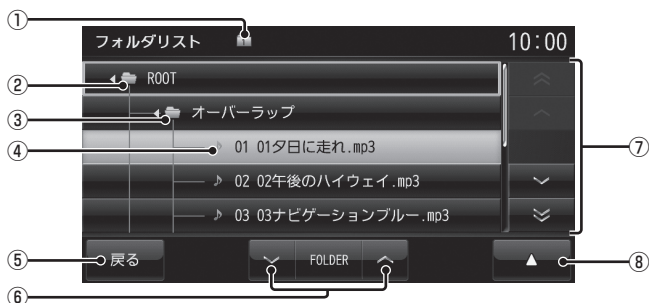 ①
フォルダリスト 10:00
② ROOT
③ オーバーラップ
④ 01 01夕日に走れ.mp3
⑦
02 02午後のハイウェイ.mp3
03 03ナビゲーションブルー.mp3
⑤ 戻る FOLDER ⑧
⑥